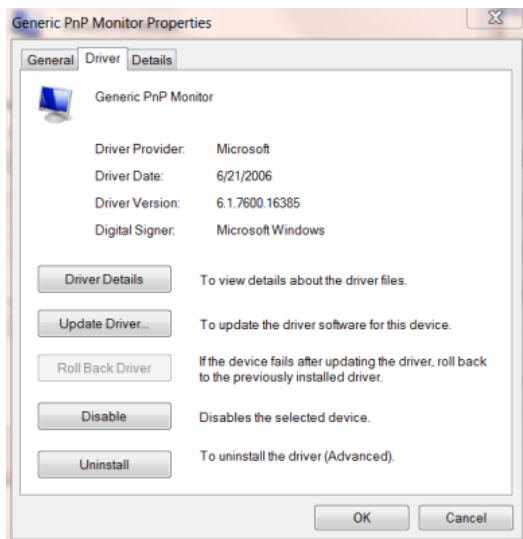 Generic PnP Monitor Properties
General Driver Details
Generic PnP Monitor
Driver Provider: Microsoft
Driver Date: 6/21/2006
Driver Version: 6.1.7600.16385
Digital Signer: Microsoft Windows
Driver Details To view details about the driver files.
Update Driver... To update the driver software for this device.
Roll Back Driver If the device fails after updating the driver, roll back
to the previously installed driver.
Disable Disables the selected device.
Uninstall To uninstall the driver (Advanced).
OK Cancel